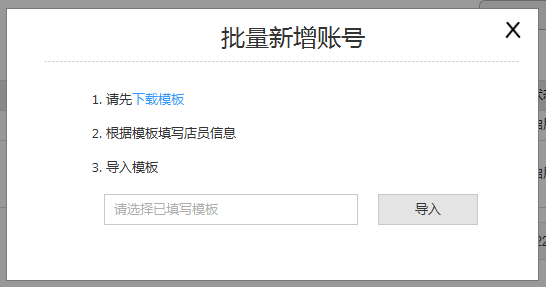 批量新增账号
X
1. 请先下载模板
2. 根据模板填写店员信息
3. 导入模板
请选择已填写模板
导入